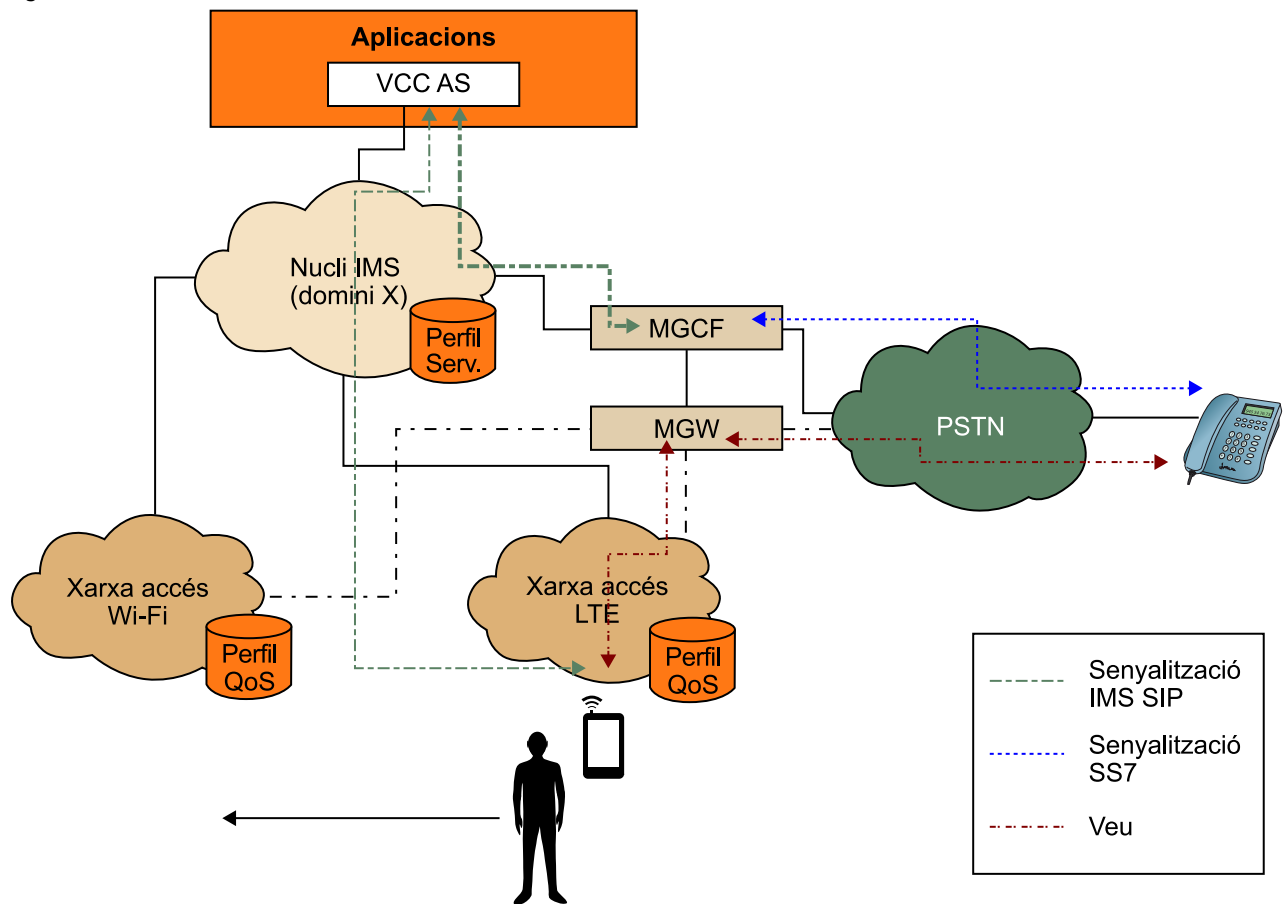 Aplicacions
VCC AS
Nucli IMS
(domini X)
Perfil
Serv.
MGCF
MGW
PSTN
Xarxa accés
Wi-Fi
Perfil
QoS
Xarxa accés
LTE
Perfil
QoS
Senyalització
IMS SIP
Senyalització
SS7
Veu